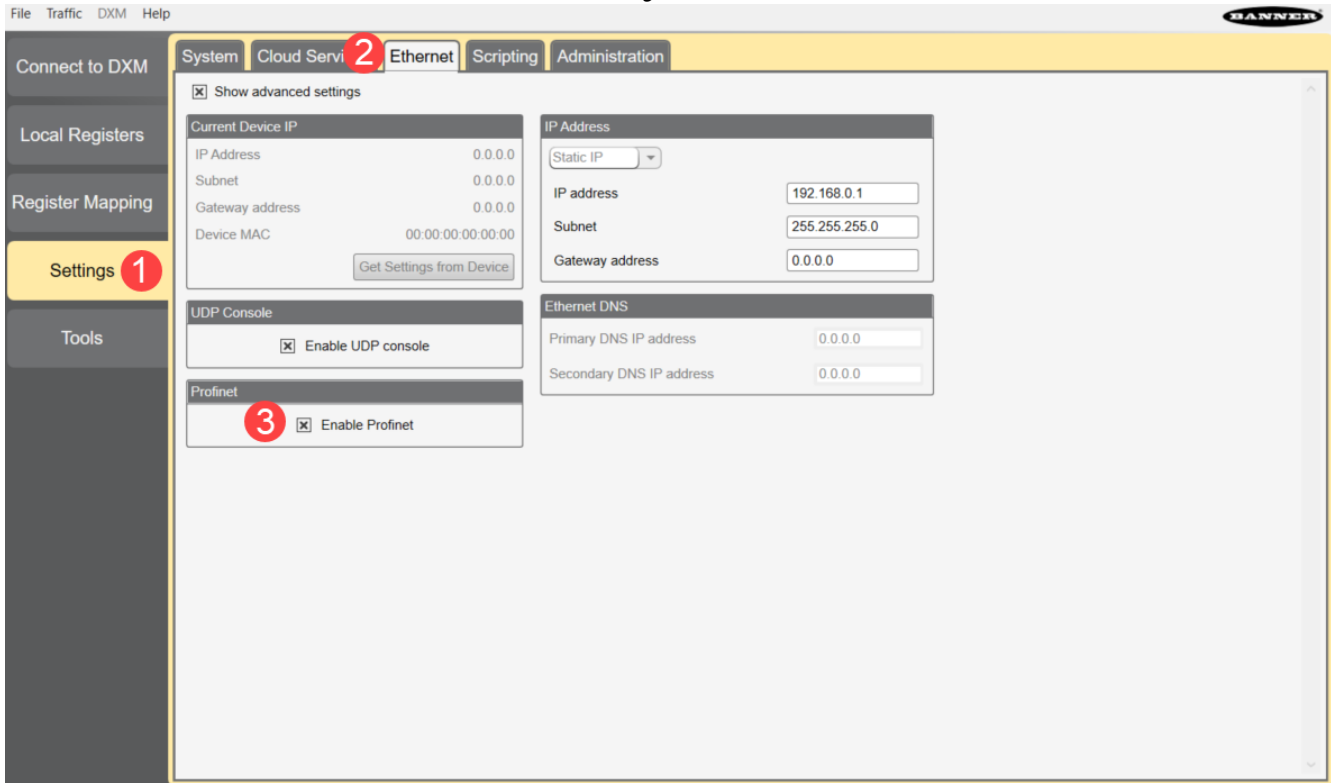 File Traffic DXM Help
BANNER
Connect to DXM
Local Registers
Register Mapping
Settings 1
Tools
System Cloud Servi 2 Ethernet Scripting Administration
Show advanced settings
Current Device IP
IP Address 0.0.0.0
Subnet 0.0.0.0
Gateway address 0.0.0.0
Device MAC 00:00:00:00:00:00
Get Settings from Device
UDP Console
Enable UDP console
Profinet
3 Enable Profinet
IP Address
Static IP
IP address 192.168.0.1
Subnet 255.255.255.0
Gateway address 0.0.0.0
Ethernet DNS
Primary DNS IP address 0.0.0.0
Secondary DNS IP address 0.0.0.0